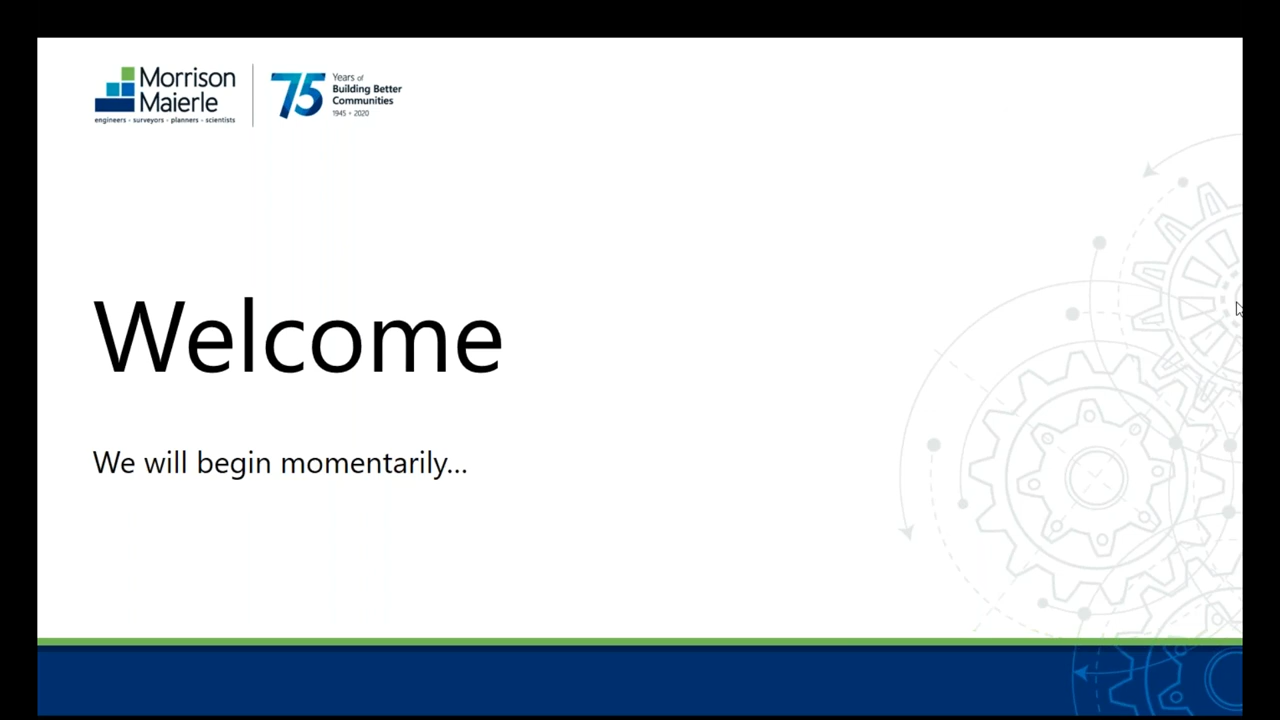 Morrison
Maierle
engineers - surveyors - planners - scientists
75
Years of
Building Better
Communities
1945 - 2020
Welcome
We will begin momentarily...